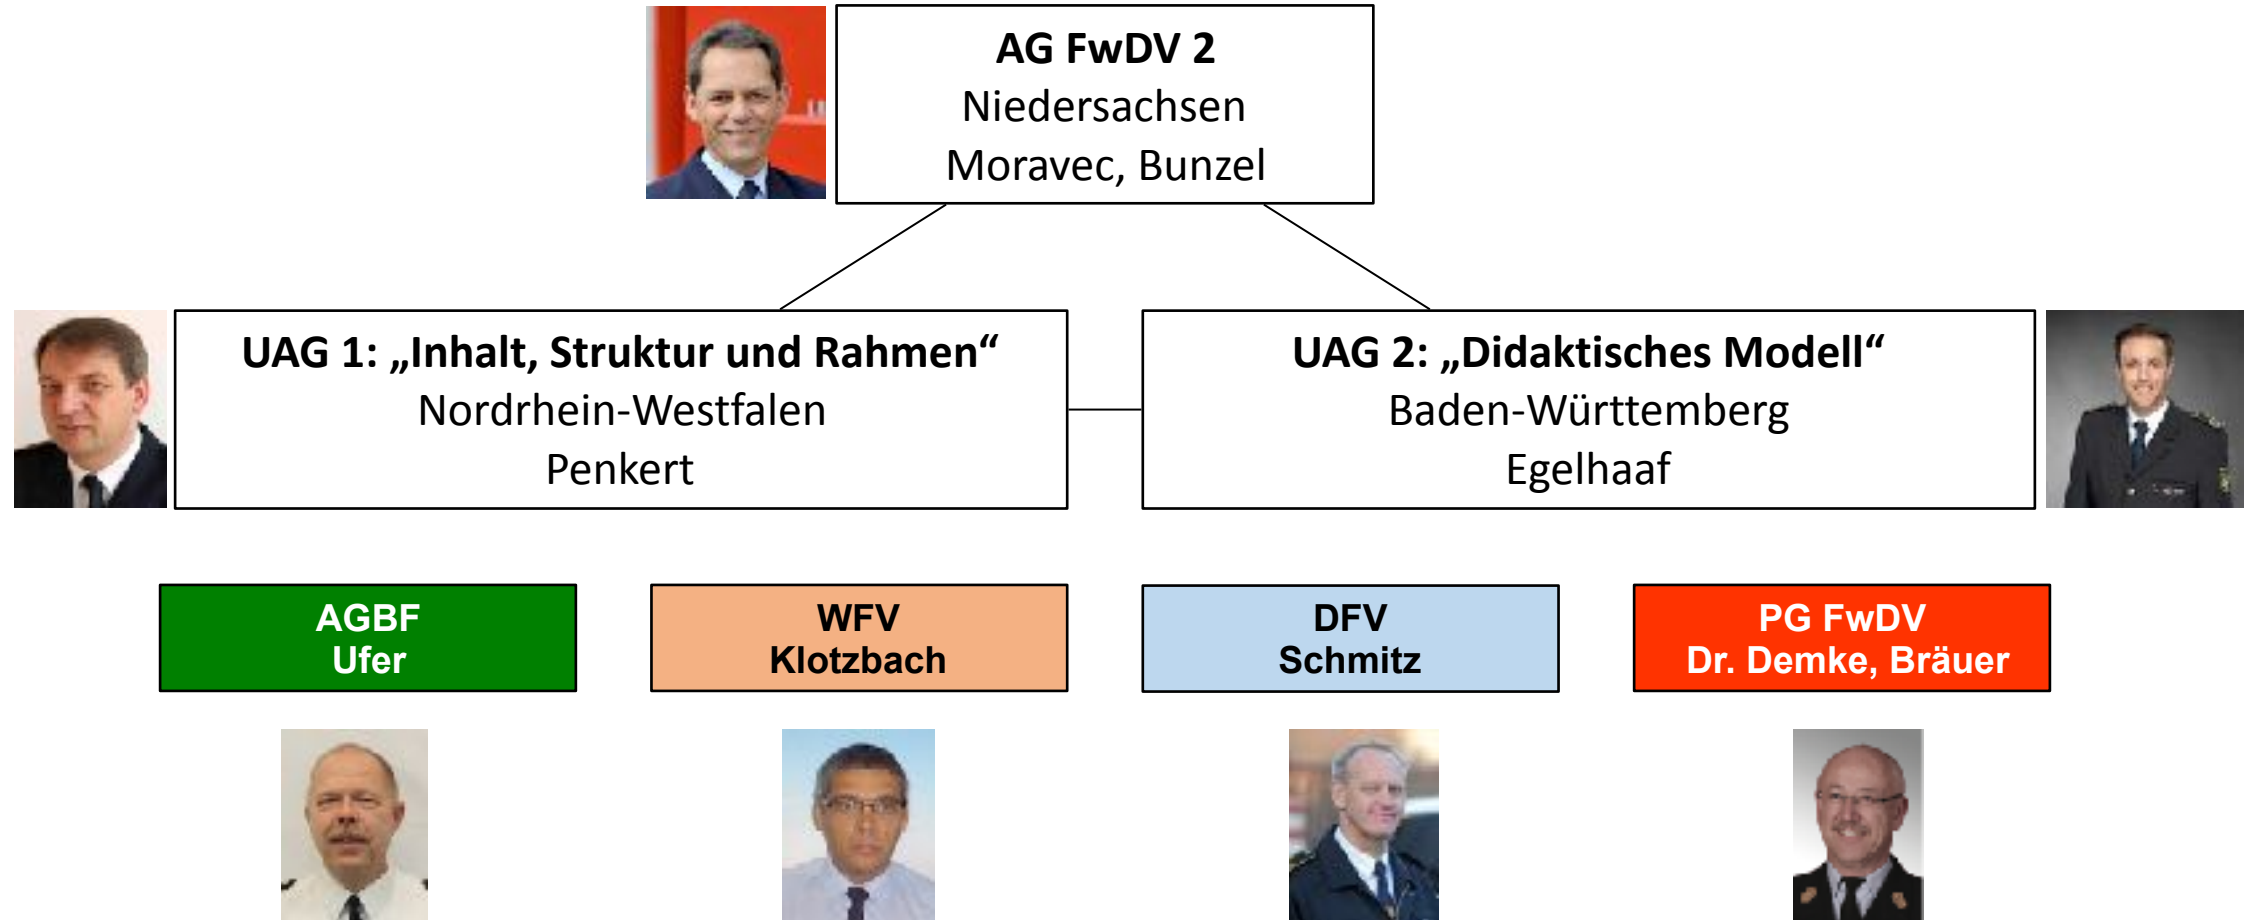 AG FwDV 2
Niedersachsen
Moravec, Bunzel
UAG 1: „Inhalt, Struktur und Rahmen“
Nordrhein-Westfalen
Penkert
UAG 2: „Didaktisches Modell“
Baden-Württemberg
Egelhaaf
AGBF
Ufer
WFV
Klotzbach
DFV
Schmitz
PG FwDV
Dr. Demke, Bräuer